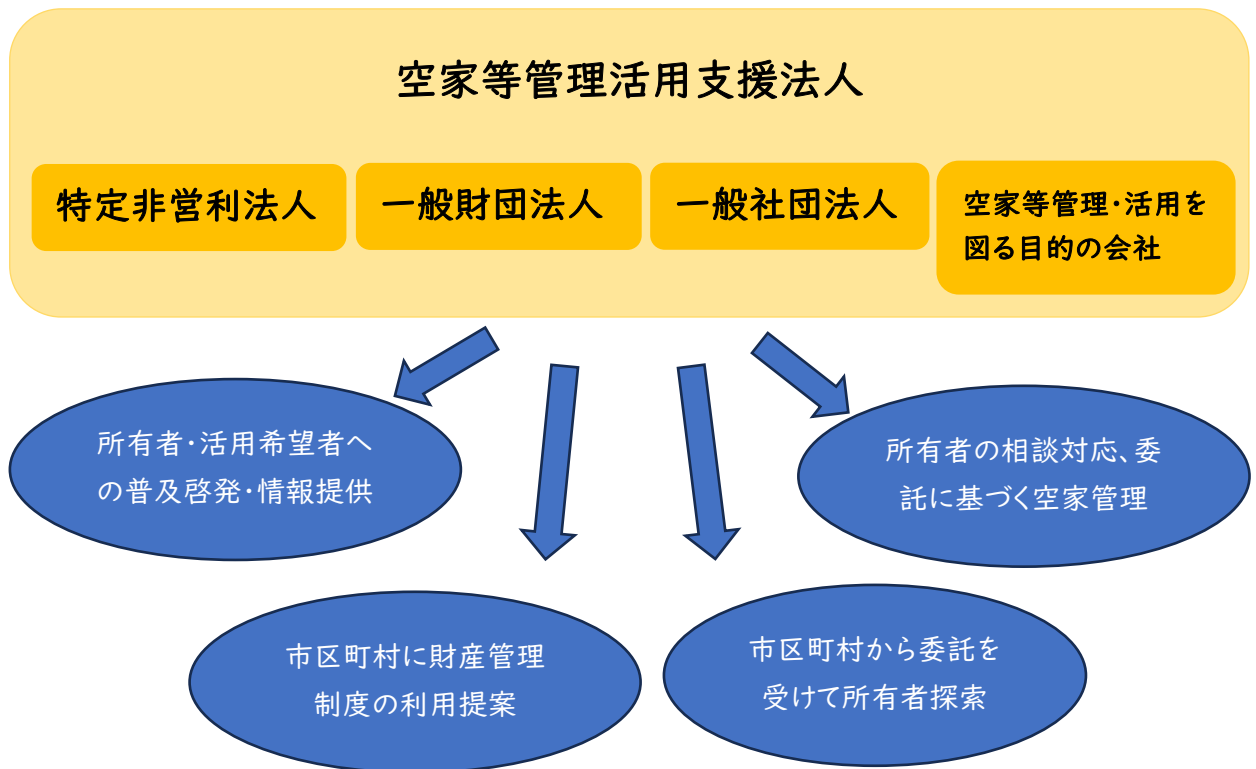 空家等管理活用支援法人
特定非営利法人
一般財団法人
一般社団法人
空家等管理・活用を
図る目的の会社
所有者・活用希望者へ
の普及啓発・情報提供
所有者の相談対応、委
託に基づく空家管理
市区町村に財産管理
制度の利用提案
市区町村から委託を
受けて所有者探索